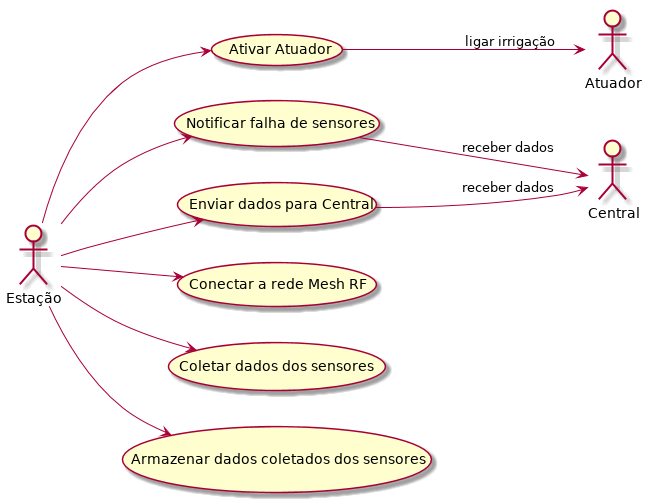 Ativar Atuador
ligar irrigação
Atuador
Notificar falha de sensores
receber dados
Enviar dados para Central
receber dados
Central
Estação
Conectar a rede Mesh RF
Coletar dados dos sensores
Armazenar dados coletados dos sensores